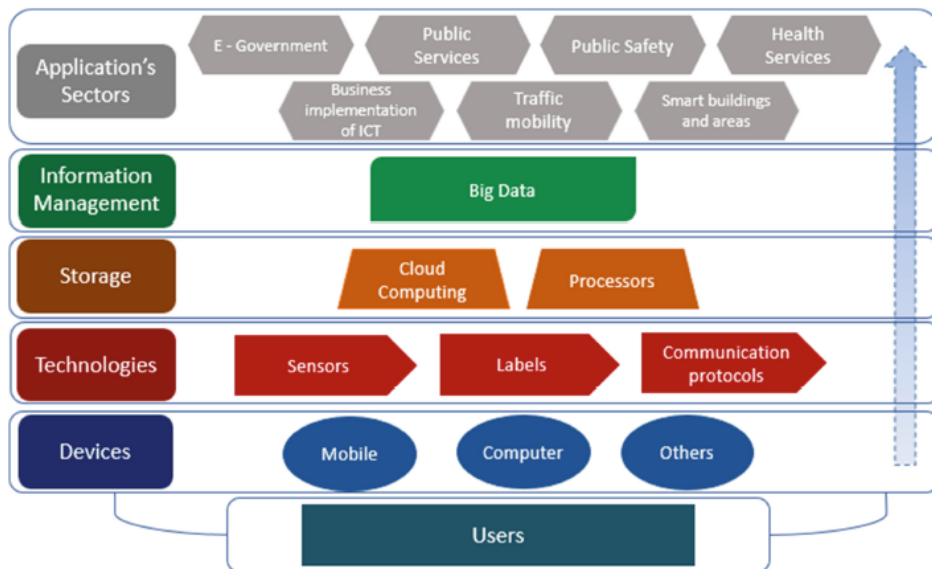 Application's
Sectors
E - Government
Public
Services
Public Safety
Health
Services
Business
implementation
of ICT
Traffic
mobility
Smart buildings
and areas
Information
Management
Big Data
Storage
Cloud
Computing
Processors
Technologies
Sensors
Labels
Communication
protocols
Devices
Mobile
Computer
Others
Users